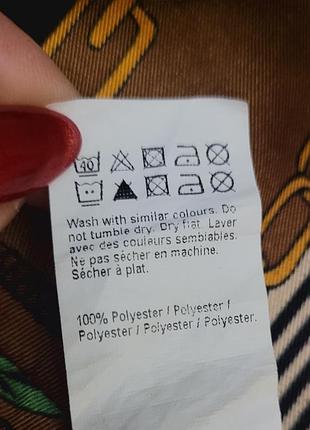 40
Wash with similar colours. Do
not tumble dry. Dry flat. Laver
avec des couleurs semblables.
Ne pas sécher en machine.
Sécher à plat.
100% Polyester / Polyester /
Polyester / Polyester / Polyester.